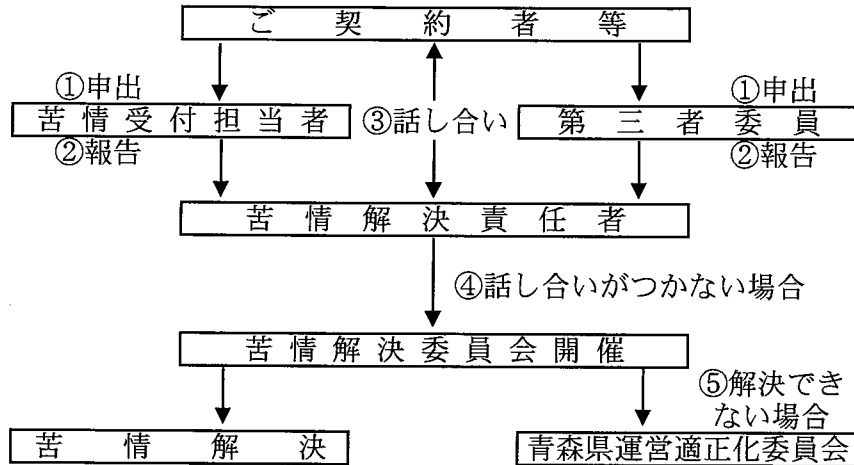 ご契約者等
①申出
①申出
苦情受付担当者
③話し合い
第三者委員
②報告
②報告
苦情解決責任者
④話し合いがつかない場合
苦情解決委員会開催
⑤解決でき
ない場合
苦情解決
青森県運営適正化委員会